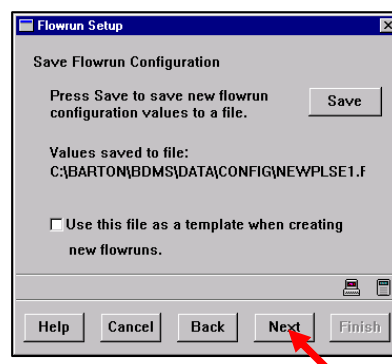 Flowrun Setup
Save Flowrun Configuration
Press Save to save new flowrun
configuration values to a file.
Save
Values saved to file:
C:\BARTON\BDMS\DATA\CONFIG\NEWPLSE1.F
Use this file as a template when creating
new flowruns.
Help Cancel Back Next Finish